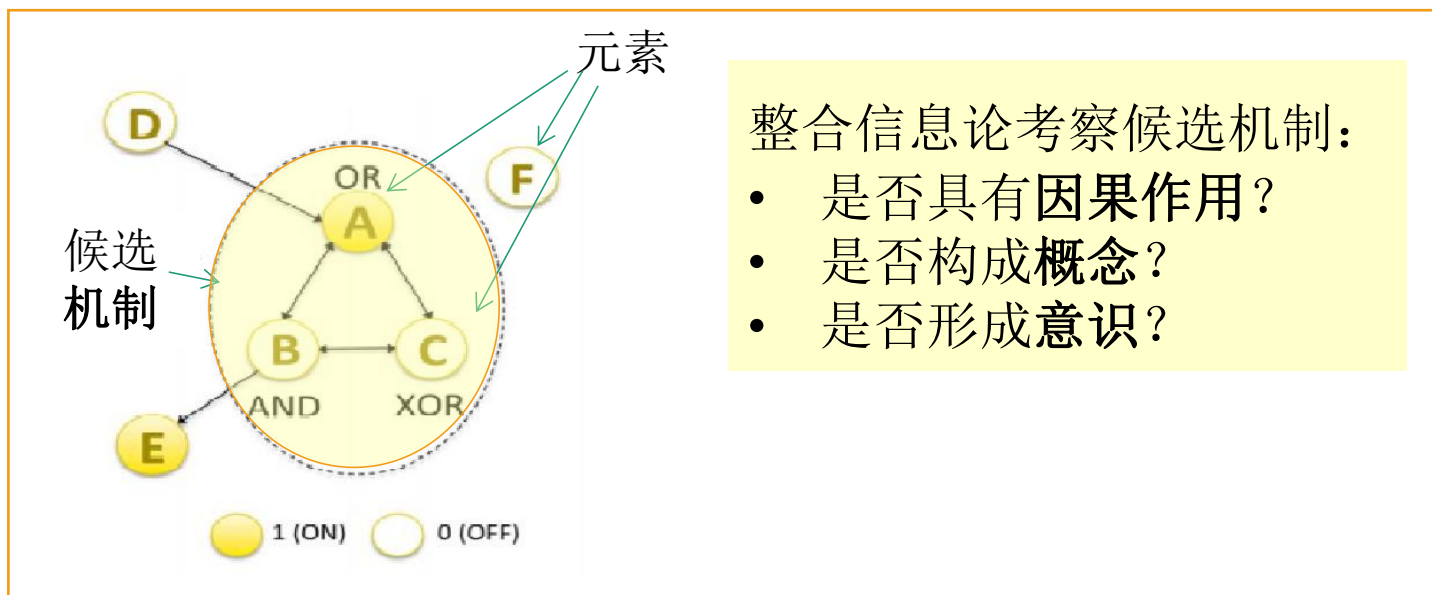 元素
D
OR
F
A
候选
机制
B
C
AND
XOR
E
1 (ON)
0 (OFF)
整合信息论考察候选机制：
• 是否具有因果作用？
• 是否构成概念？
• 是否形成意识？